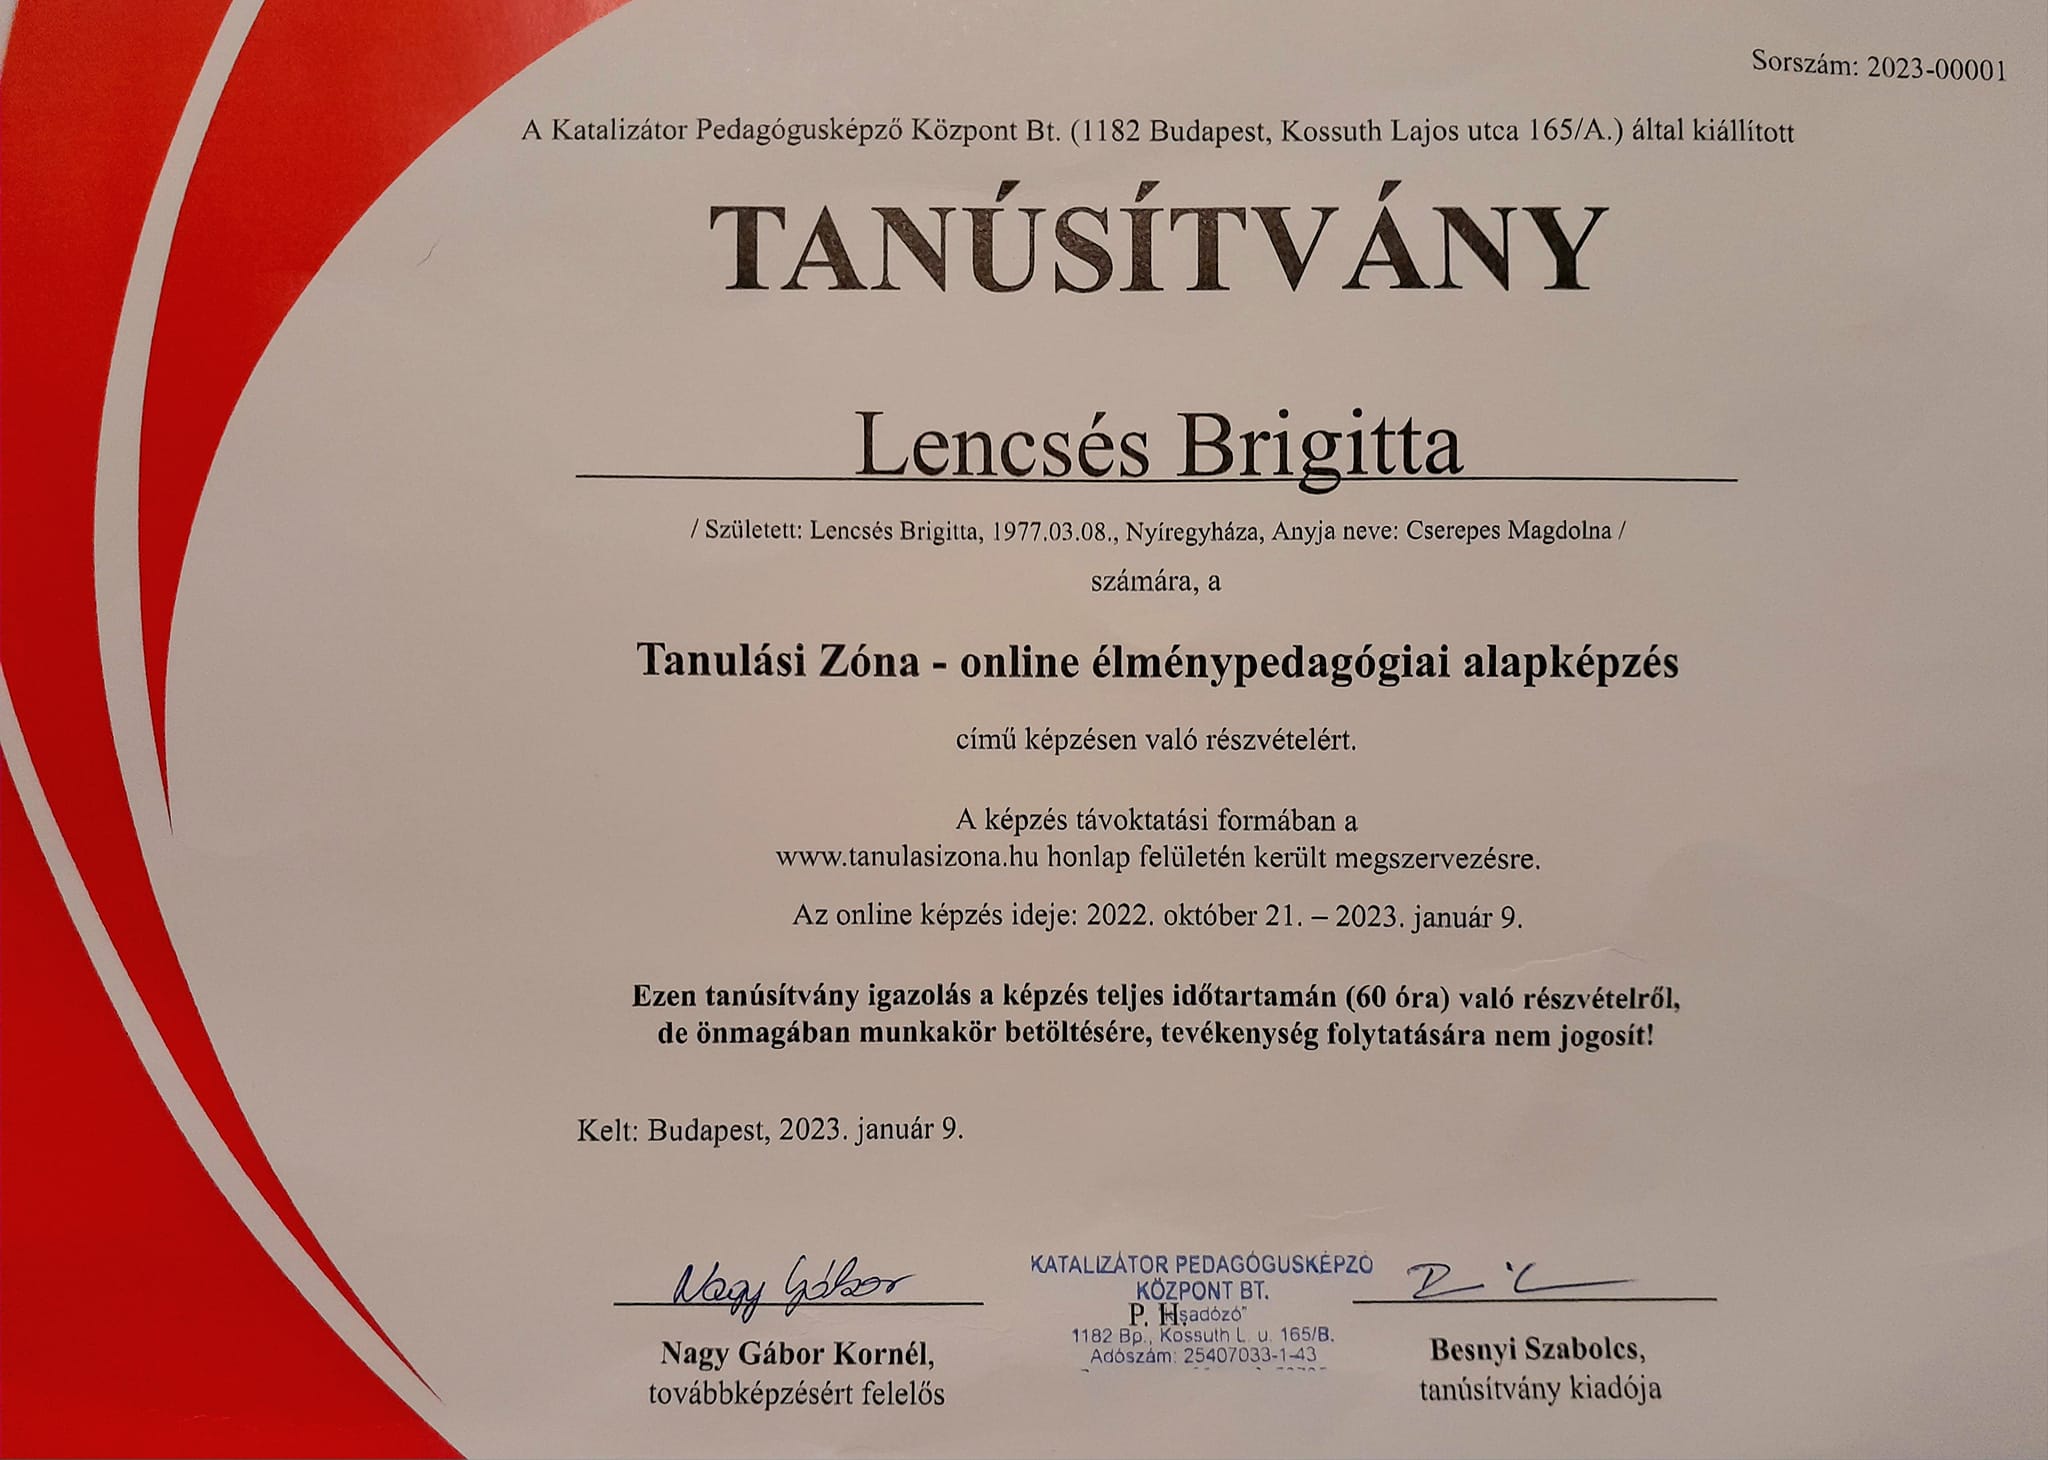 Sorszám: 2023-00001
A Katalizátor Pedagógusképző Központ Bt. (1182 Budapest, Kossuth Lajos utca 165/A.) által kiállított
TANÚSÍTVÁNY
Lencsés Brigitta
/ Született: Lencsés Brigitta, 1977.03.08., Nyíregyháza, Anyja neve: Cserepes Magdolna /
számára, a
Tanulási Zóna - online élménypedagógiai alapképzés
című képzésen való részvételért.
A képzés távoktatási formában a
www.tanulasizona.hu honlap felületén került megszervezésre.
Az online képzés ideje: 2022. október 21. – 2023. január 9.
Ezen tanúsítvány igazolás a képzés teljes időtartamán (60 óra) való részvételről,
de önmagában munkakör betöltésére, tevékenység folytatására nem jogosít!
Kelt: Budapest, 2023. január 9.
Nagy Gábor
KATALIZÁTOR PEDAGÓGUSKÉPZŐ
KÖZPONT BT.
P. H.
1182 Bp., Kossuth L. u. 165/B.
Adószám: 25407033-1-43
Nagy Gábor Kornél,
továbbképzésért felelős
Besnyi Szabolcs,
tanúsítvány kiadója